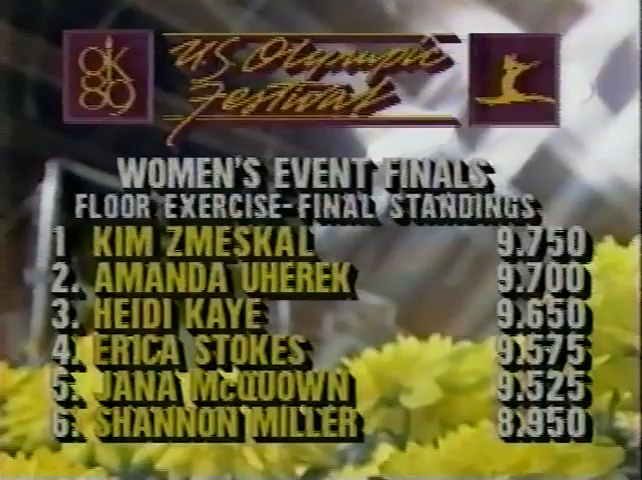 OK
89
U.S. Olympic
Festival
WOMEN'S EVENT FINALS
FLOOR EXERCISE-FINAL STANDINGS
1 KIM ZMESKAL 9.750
2. AMANDA UHEREK 9.700
3. HEIDI KAYE 9.650
4. ERICA STOKES 9.575
5. JANA McQUOWN 9.525
6. SHANNON MILLER 8.950